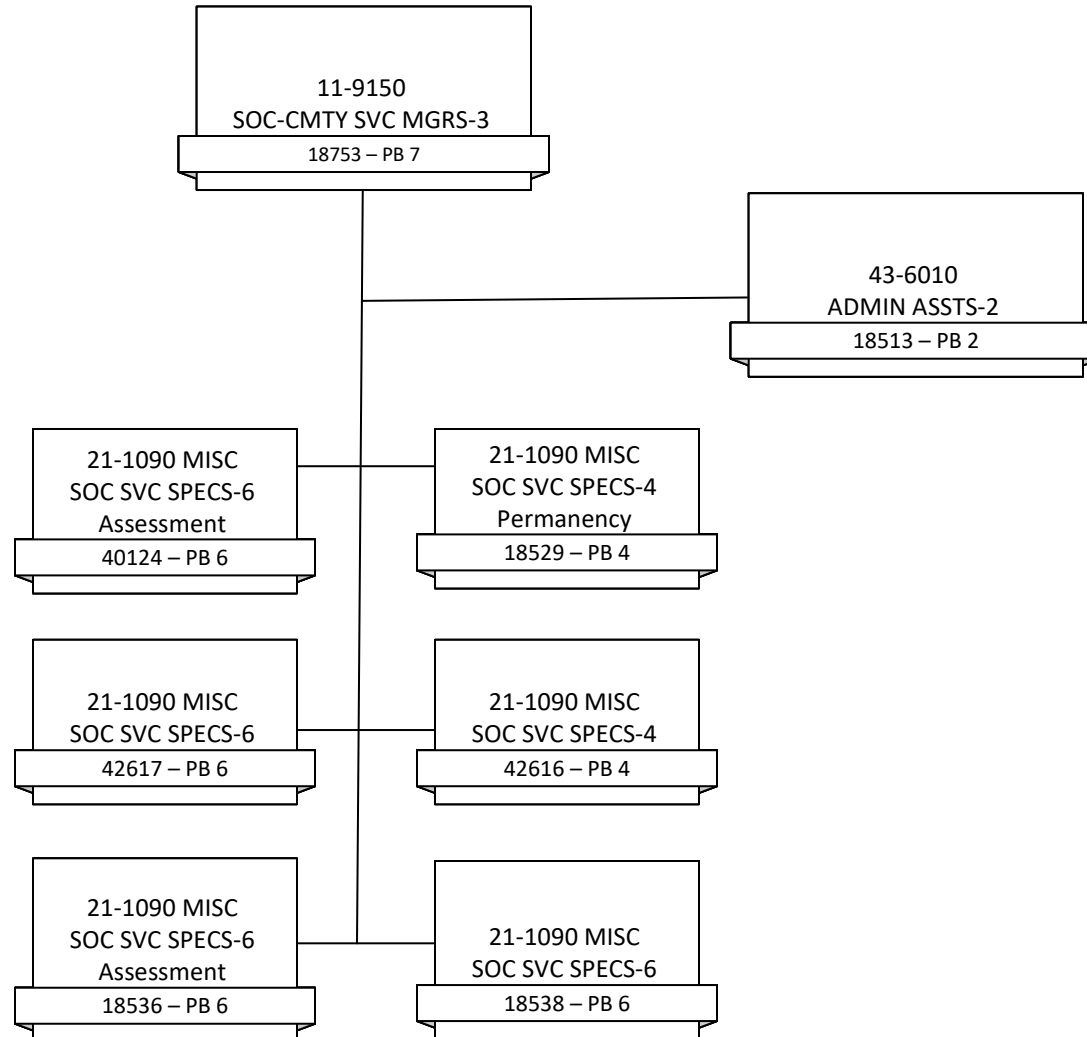 11-9150
SOC-CMTY SVC MGRS-3
18753 – PB 7
43-6010
ADMIN ASSTS-2
18513 – PB 2
21-1090 MISC
SOC SVC SPECS-6
Assessment
40124 – PB 6
21-1090 MISC
SOC SVC SPECS-4
Permanency
18529 – PB 4
21-1090 MISC
SOC SVC SPECS-6
42617 – PB 6
21-1090 MISC
SOC SVC SPECS-4
42616 – PB 4
21-1090 MISC
SOC SVC SPECS-6
Assessment
18536 – PB 6
21-1090 MISC
SOC SVC SPECS-6
18538 – PB 6